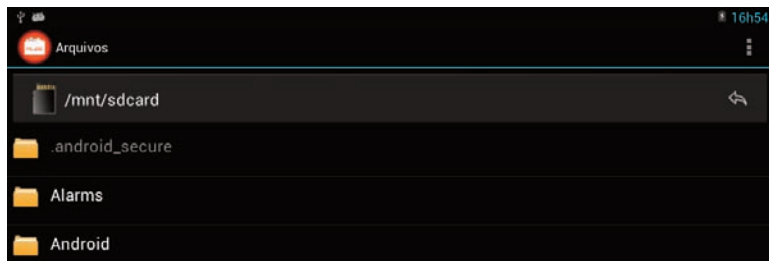 16h54
Arquivos
/mnt/sdcard
.android_secure
Alarms
Android